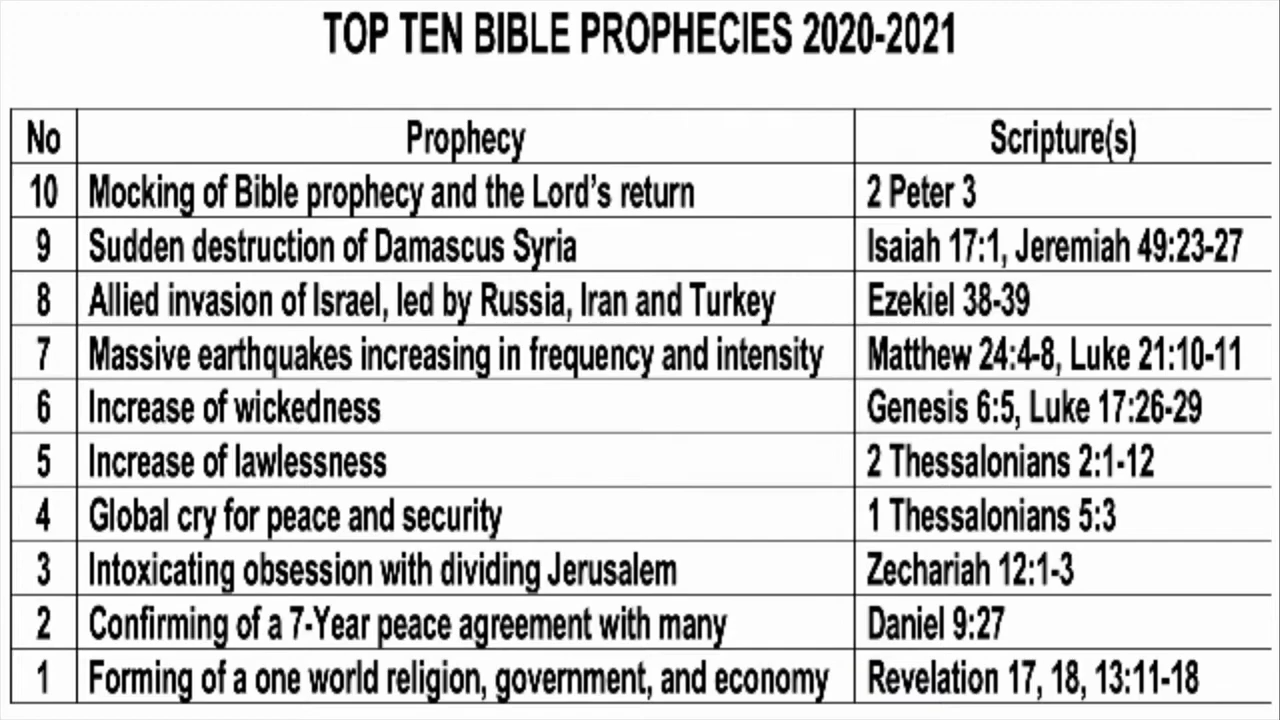 TOP TEN BIBLE PROPHECIES 2020-2021
No Prophecy Scripture(s)
10 Mocking of Bible prophecy and the Lord's return 2 Peter 3
9 Sudden destruction of Damascus Syria Isaiah 17:1, Jeremiah 49:23-27
8 Allied invasion of Israel, led by Russia, Iran and Turkey Ezekiel 38-39
7 Massive earthquakes increasing in frequency and intensity Matthew 24:4-8, Luke 21:10-11
6 Increase of wickedness Genesis 6:5, Luke 17:26-29
5 Increase of lawlessness 2 Thessalonians 2:1-12
4 Global cry for peace and security 1 Thessalonians 5:3
3 Intoxicating obsession with dividing Jerusalem Zechariah 12:1-3
2 Confirming of a 7-Year peace agreement with many Daniel 9:27
1 Forming of a one world religion, government, and economy Revelation 17, 18, 13:11-18